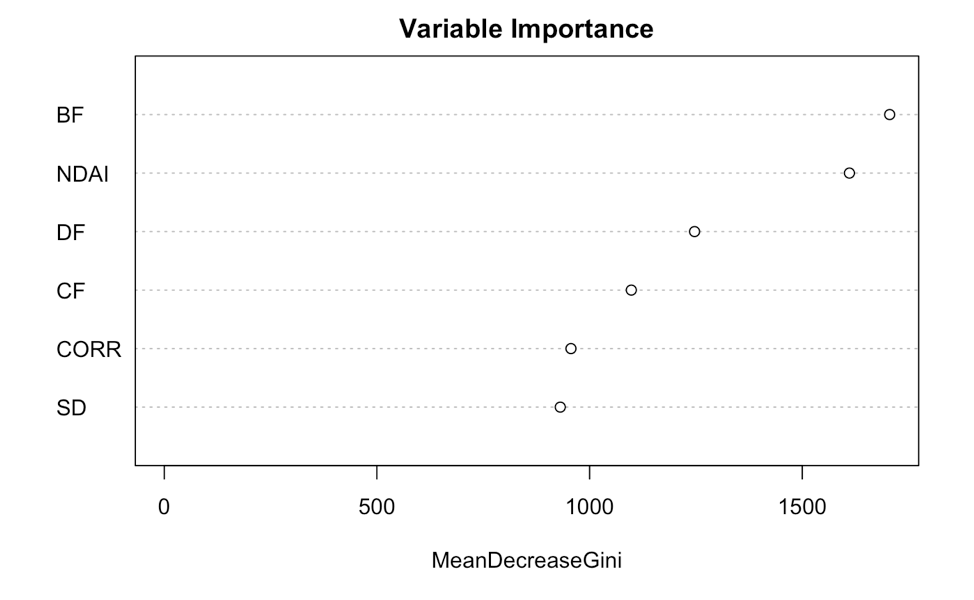 Variable Importance
BF
NDAI
DF
CF
CORR
SD
0 500 1000 1500
MeanDecreaseGini